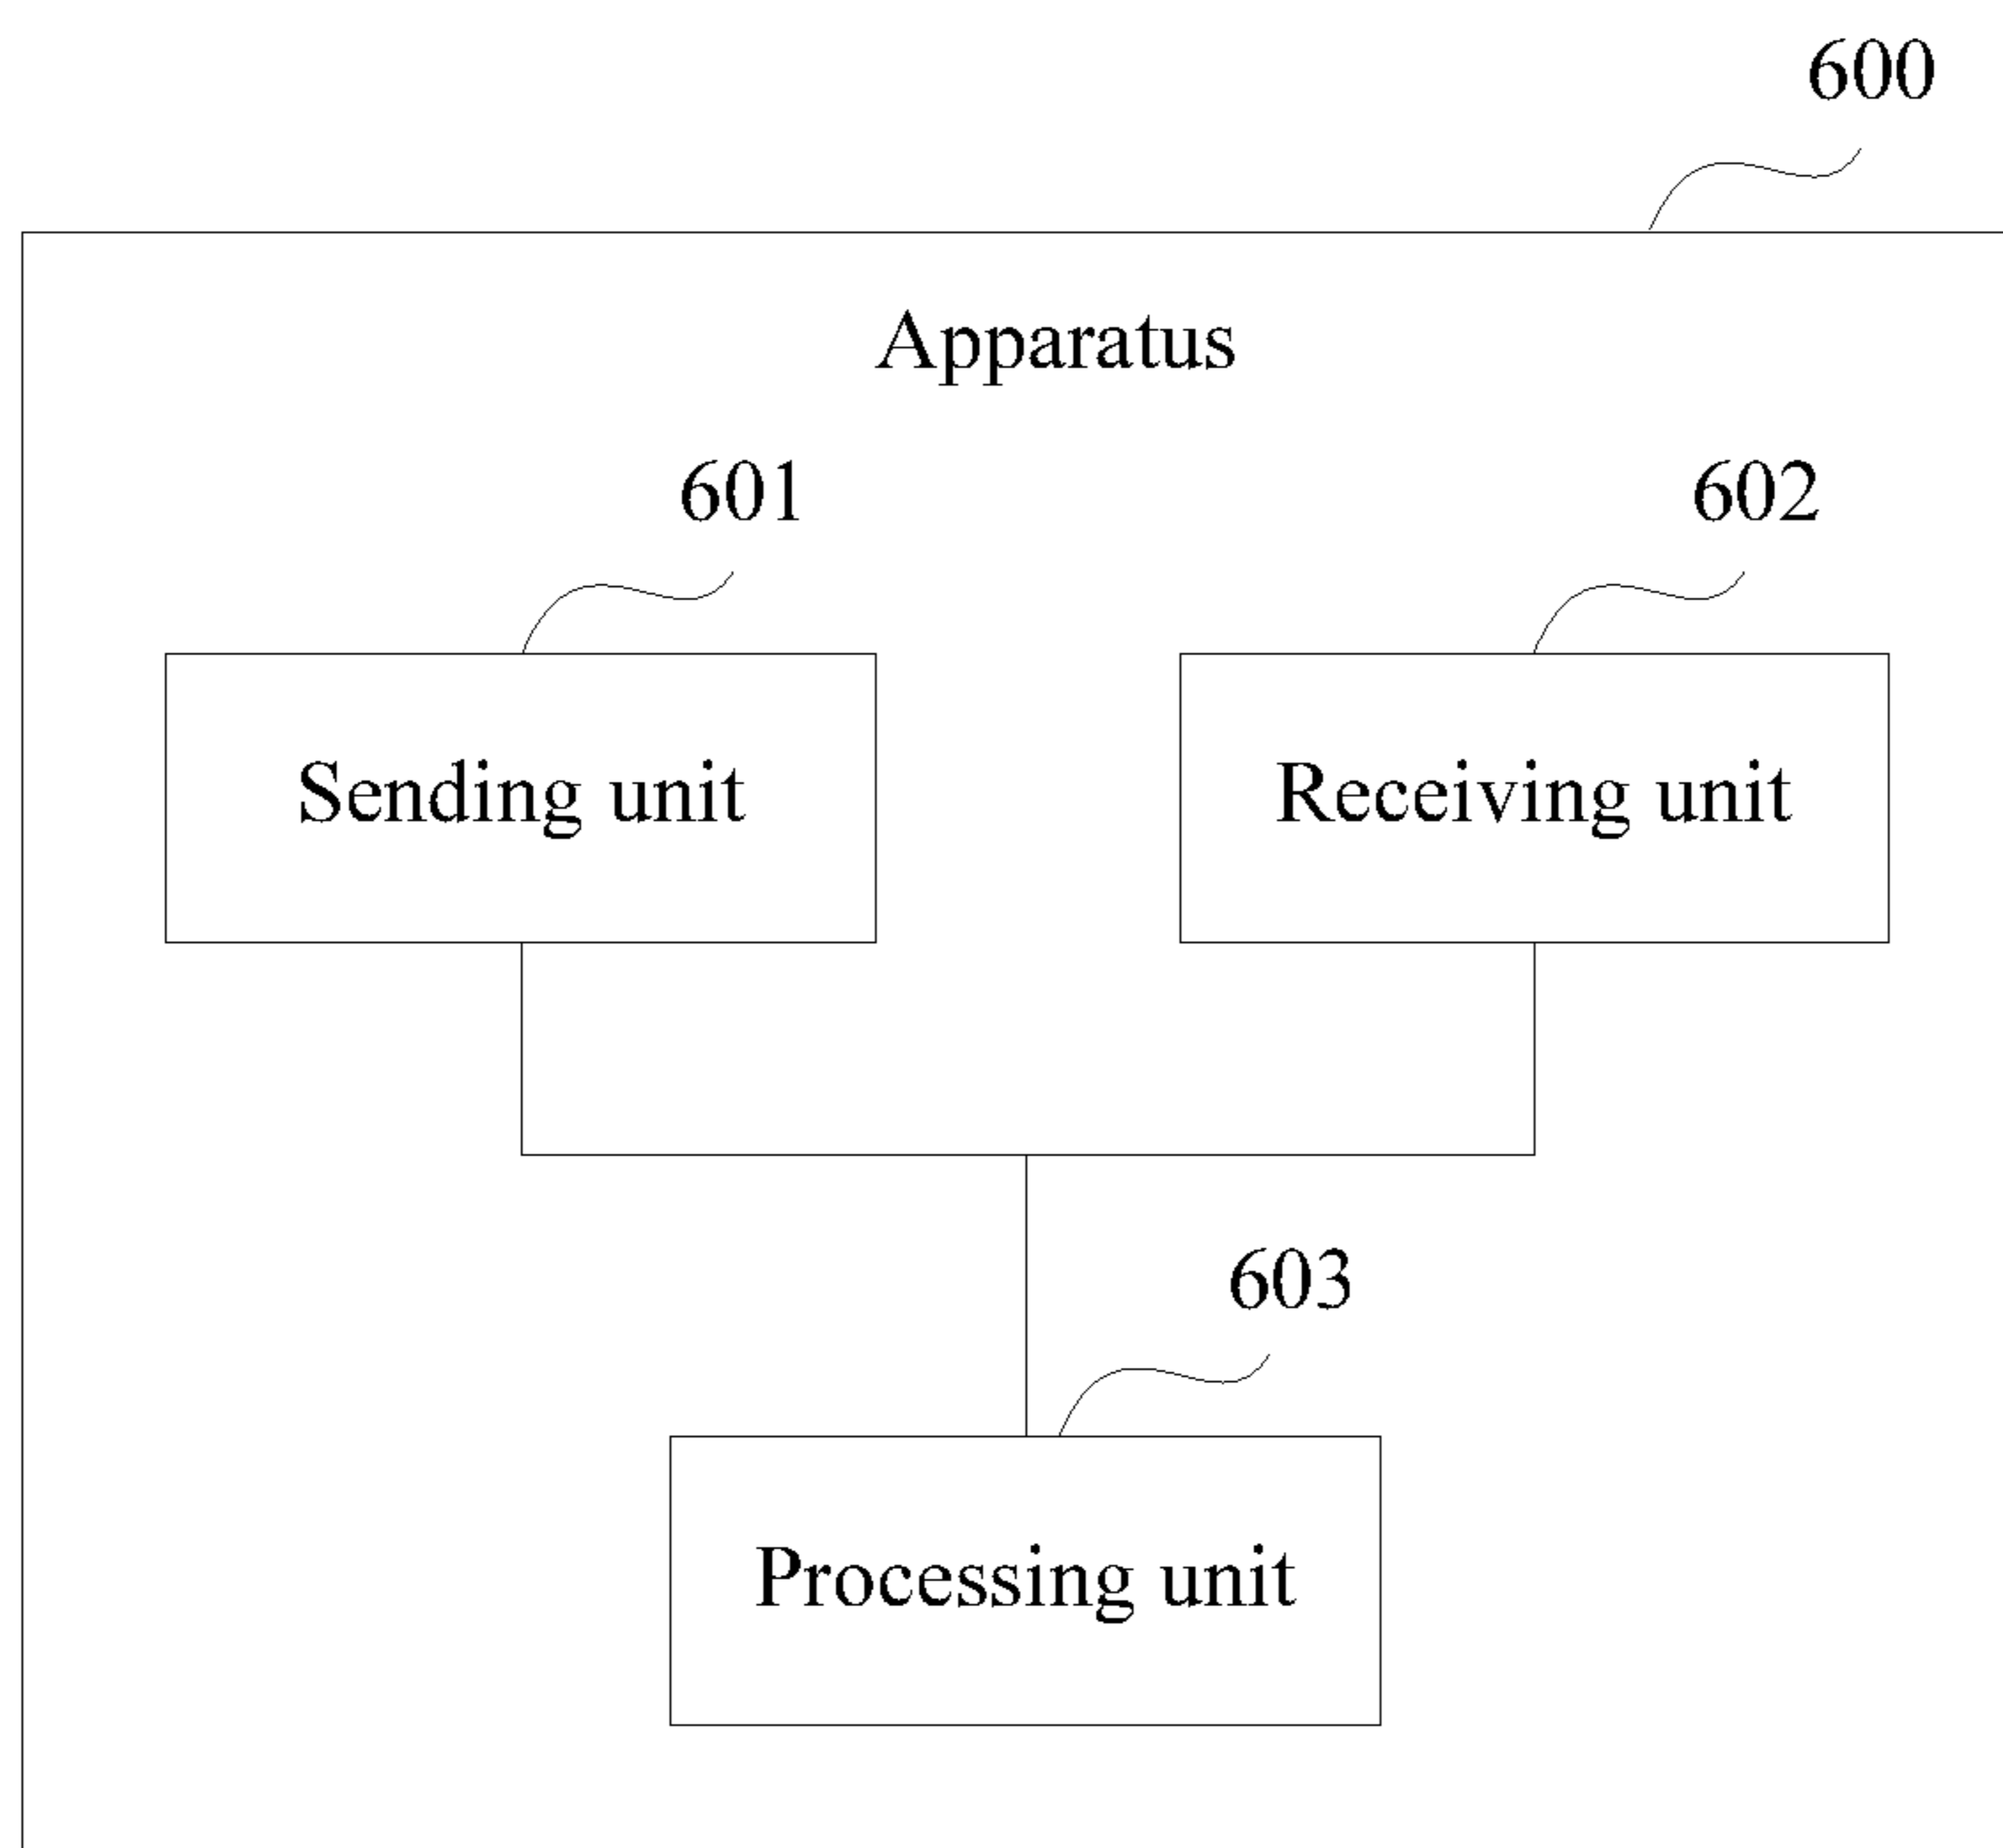 600
Apparatus
601
602
Sending unit
Receiving unit
603
Processing unit